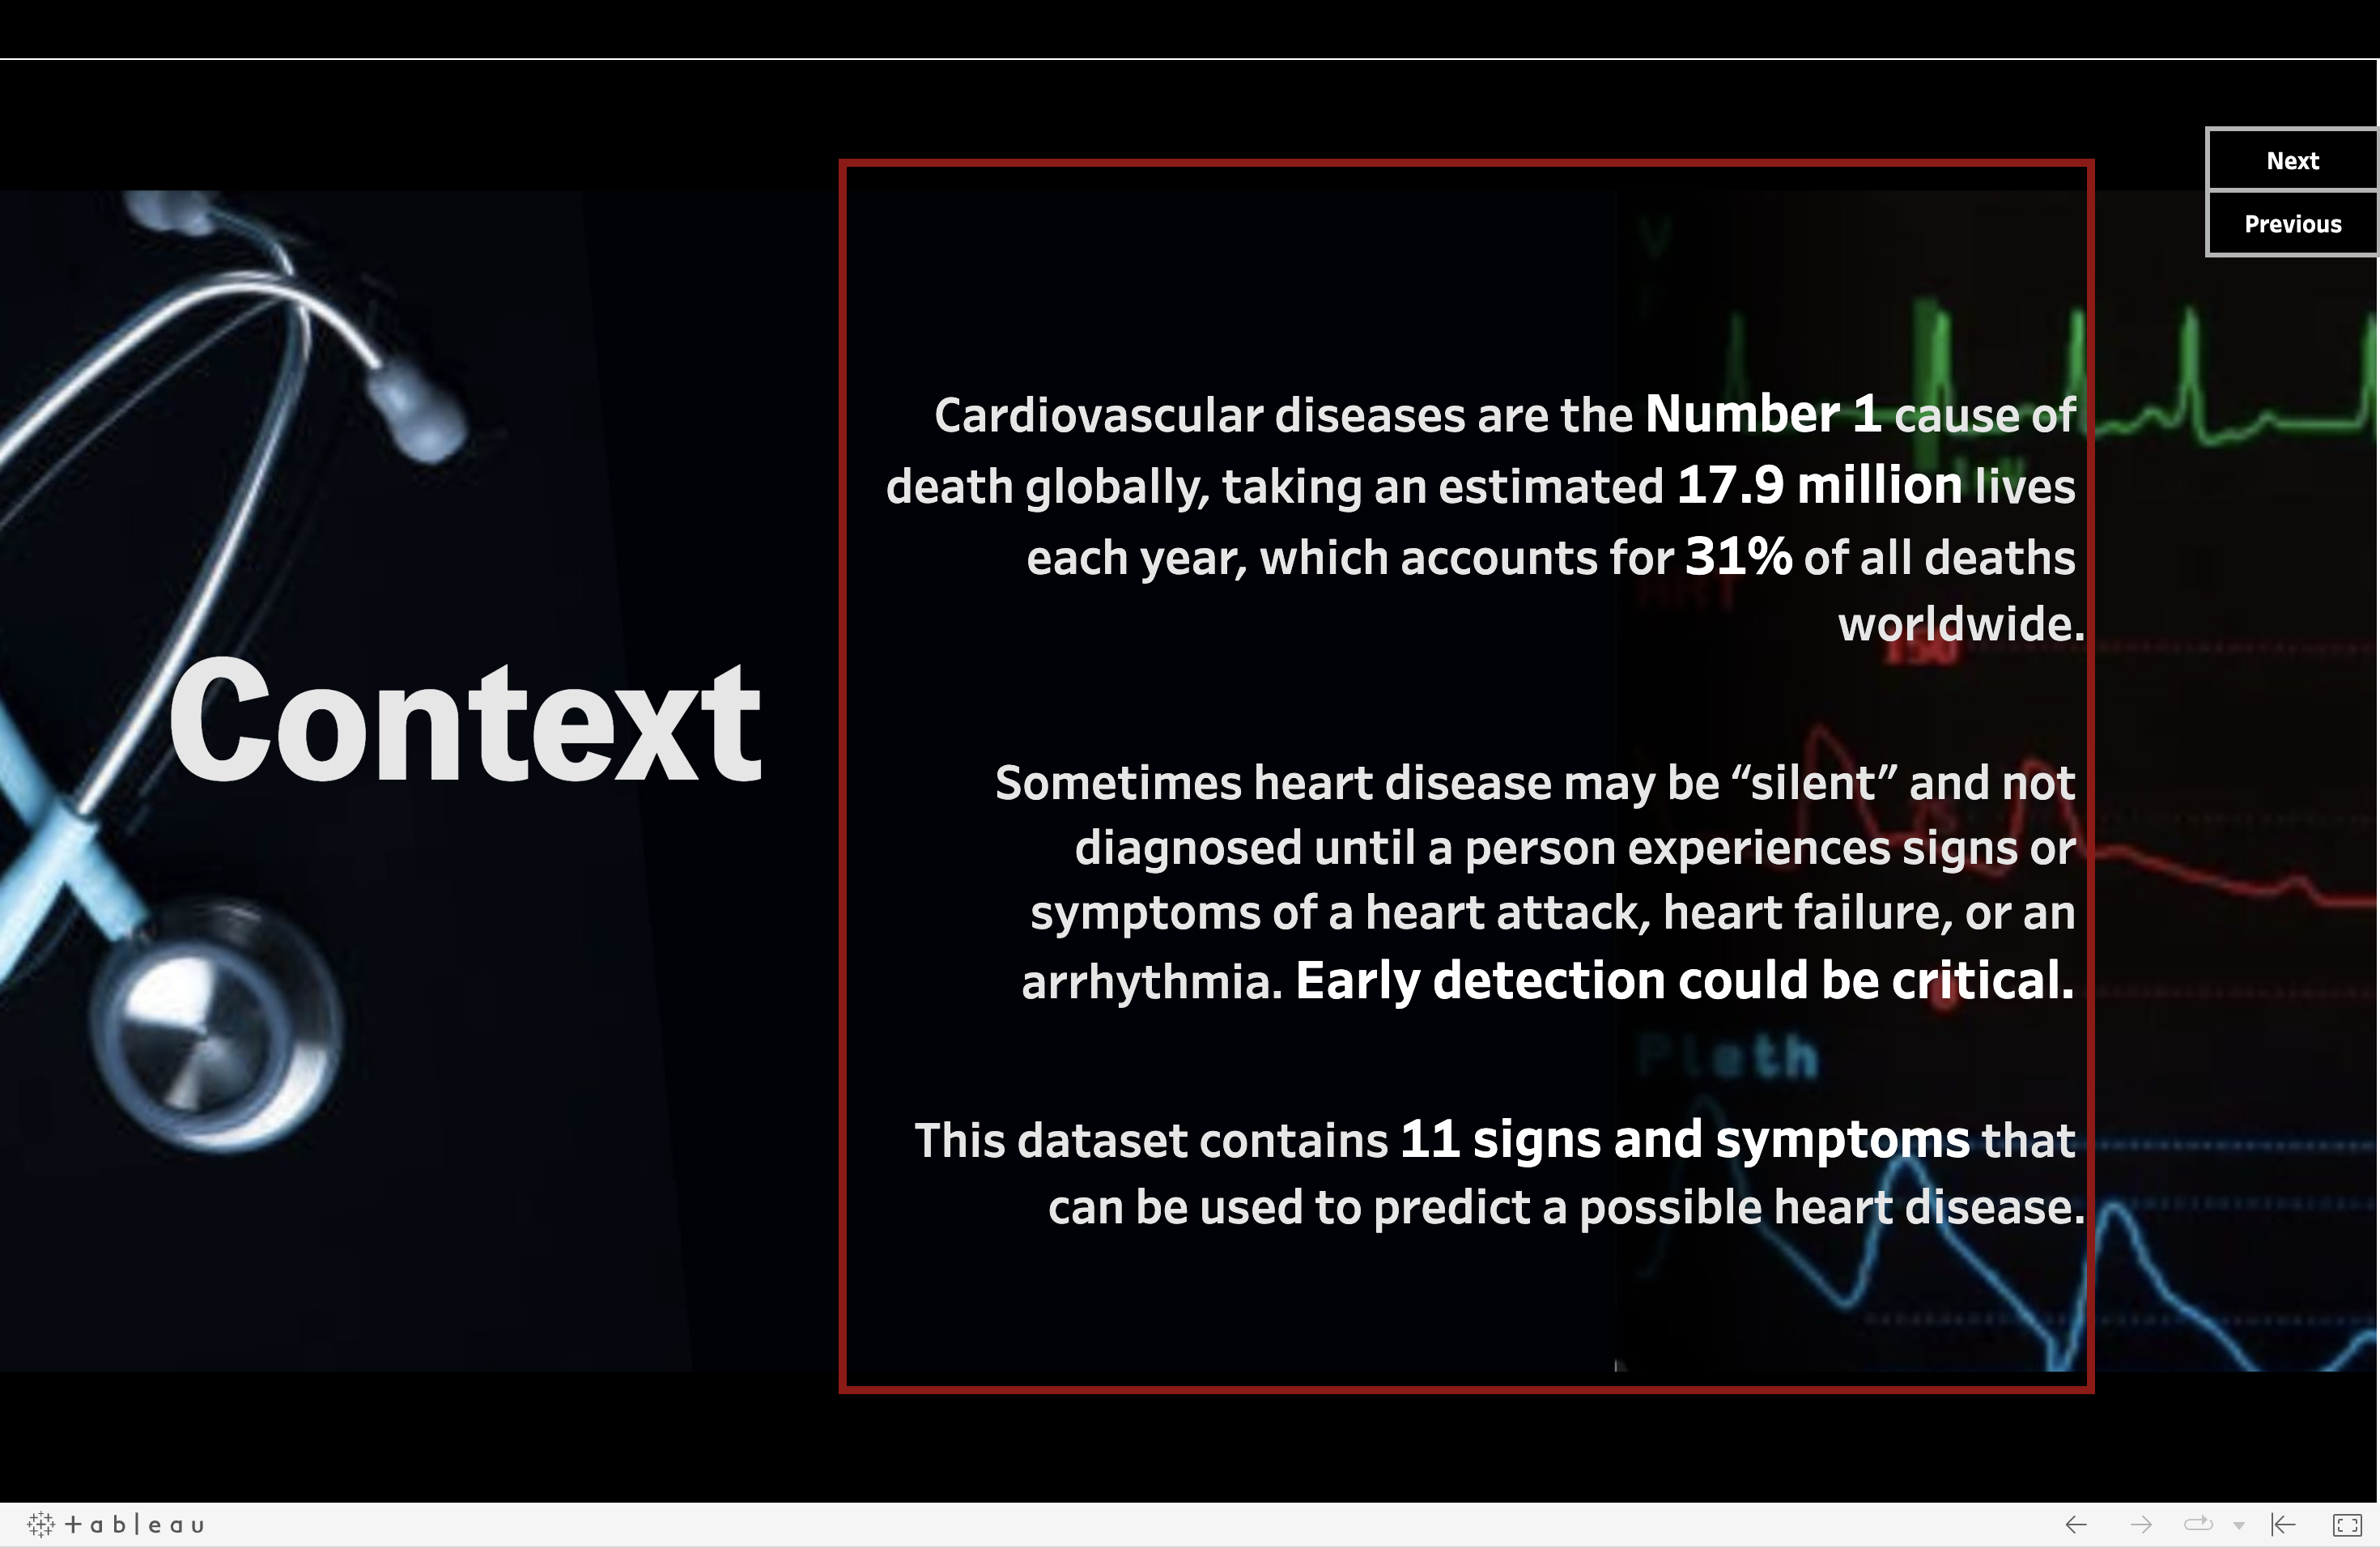 Next
Previous
Context
Cardiovascular diseases are the Number 1 cause of
death globally, taking an estimated 17.9 million lives
each year, which accounts for 31% of all deaths
worldwide.
Sometimes heart disease may be “silent” and not
diagnosed until a person experiences signs or
symptoms of a heart attack, heart failure, or an
arrhythmia. Early detection could be critical.
Pleth
This dataset contains 11 signs and symptoms that
can be used to predict a possible heart disease.
150
tableau